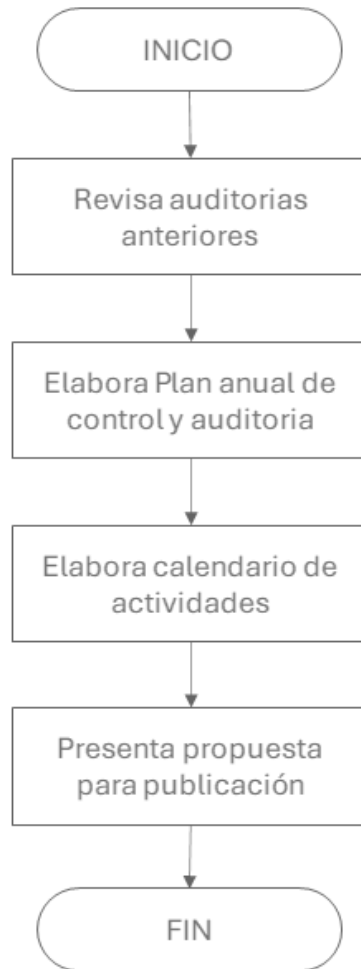 INICIO
Revisa auditorias
anteriores
Elabora Plan anual de
control y auditoria
Elabora calendario de
actividades
Presenta propuesta
para publicación
FIN